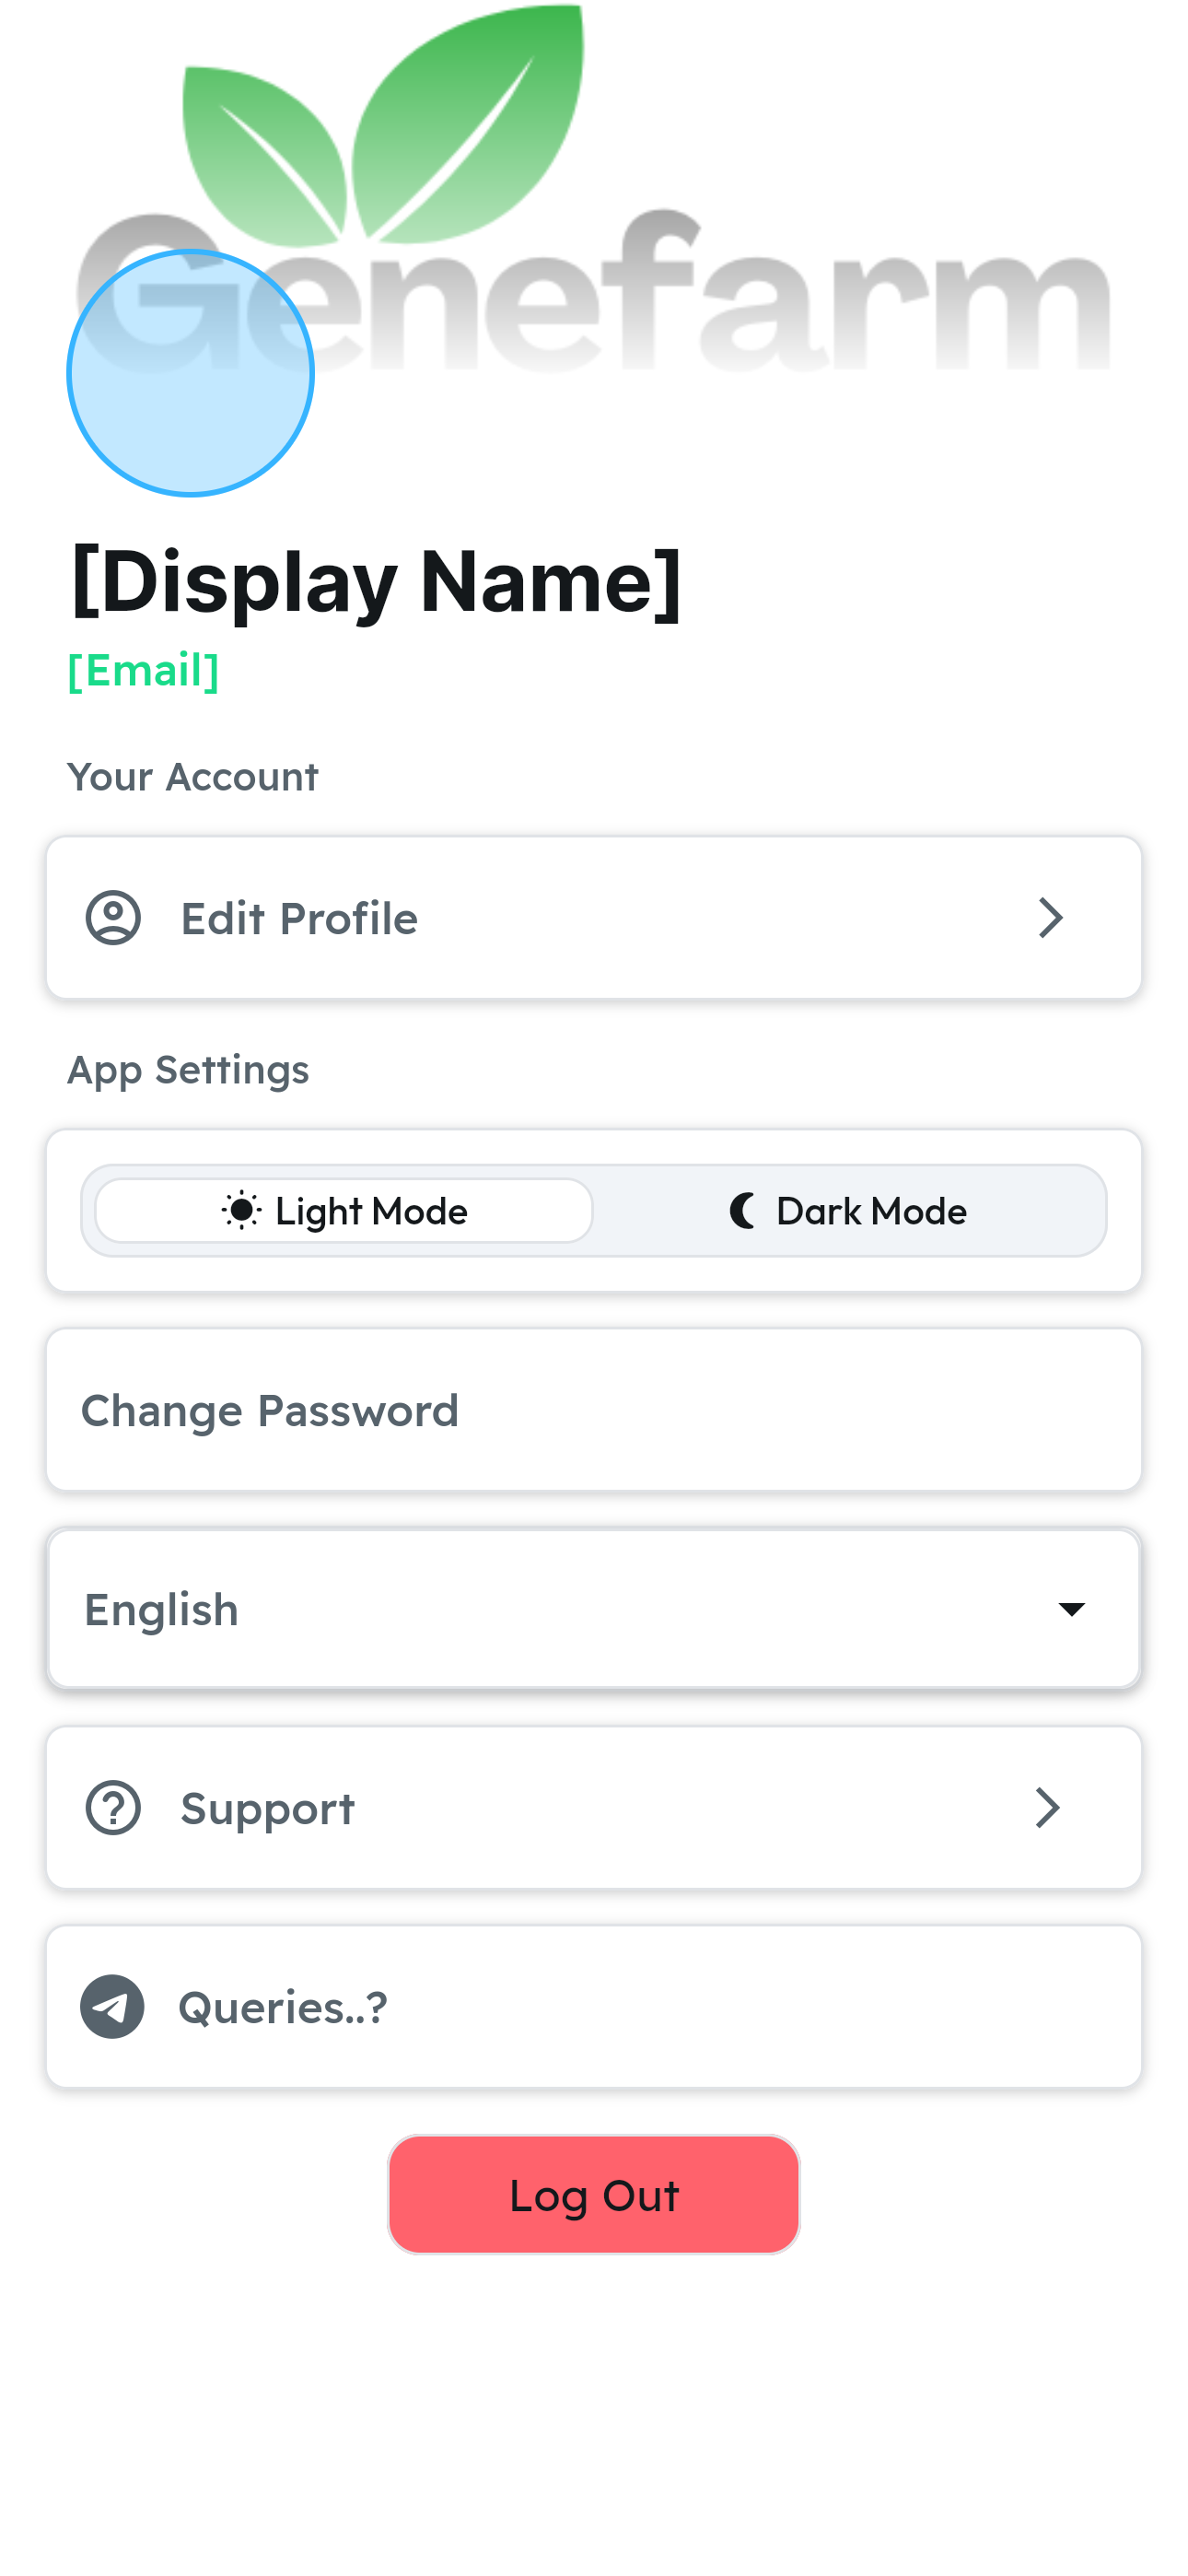 Genefarm
[Display Name]
[Email]
Your Account
Edit Profile
App Settings
Light Mode
Dark Mode
Change Password
English
Support
Queries..?
Log Out